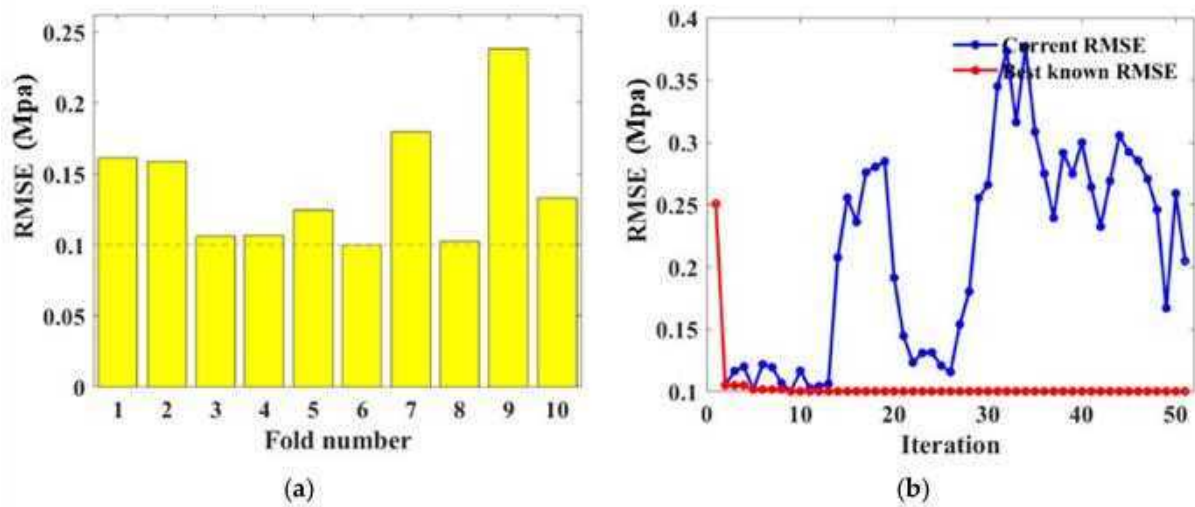 0.25
0.2
0.15
0.1
0.05
0
RMSE (Mpa)
1 2 3 4 5 6 7 8 9 10
Fold number
(a)
0.4
0.35
0.3
0.25
0.2
0.15
0.1
RMSE (Mpa)
Current RMSE
Best known RMSE
0 10 20 30 40 50
Iteration
(b)